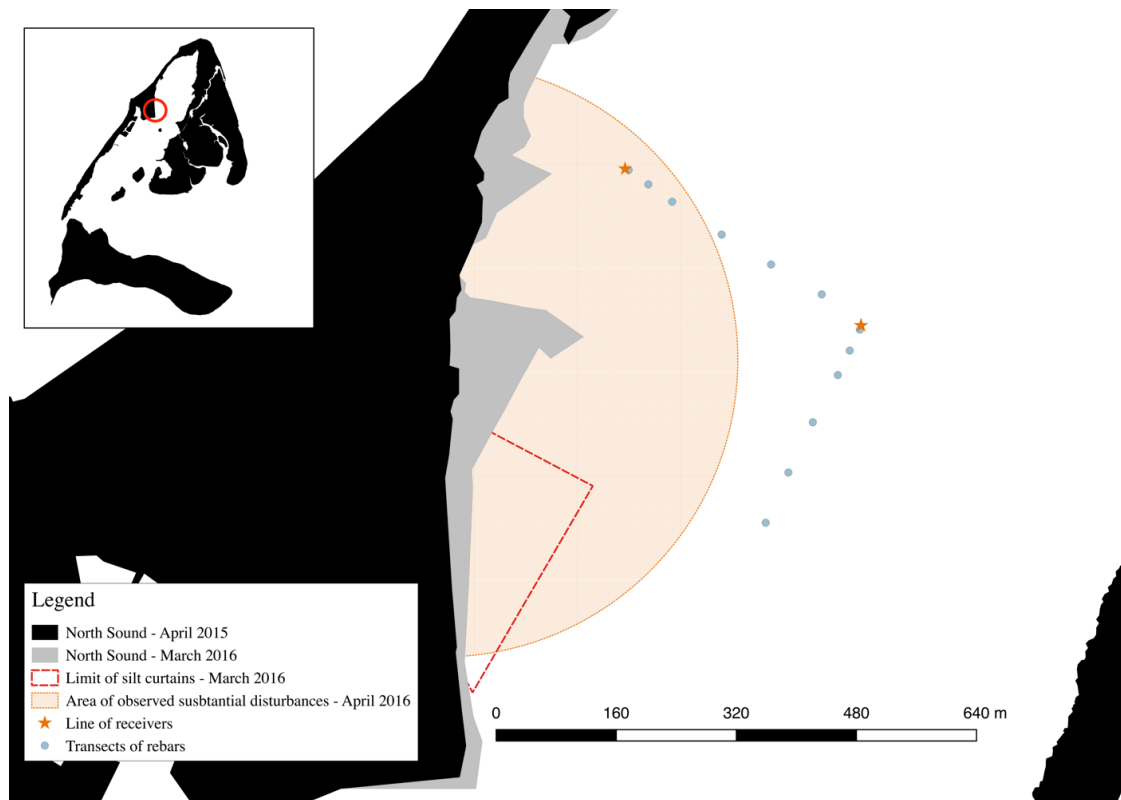 Legend
North Sound - April 2015
North Sound - March 2016
Limit of silt curtains - March 2016
Area of observed susbtantial disturbances - April 2016
Line of receivers
Transects of rebars
0 160 320 480 640 m